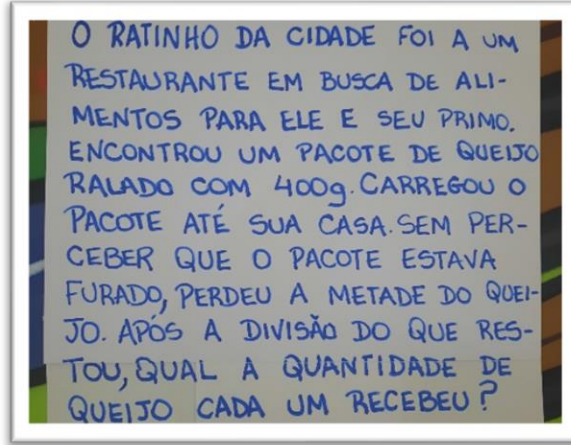 O RATINHO DA CIDADE FOI A UM
RESTAURANTE EM BUSCA DE ALI-
MENTOS PARA ELE E SEU PRIMO.
ENCONTROU UM PACOTE DE QUEIJO
RALADO COM 400g. CARREGOU O
PACOTE ATÉ SUA CASA. SEM PER-
CEBER QUE O PACOTE ESTAVA
FURADO, PERDEU A METADE DO QUEI-
JO. APÓS A DIVISÃO DO QUE RES-
TOU, QUAL A QUANTIDADE DE
QUEIJO CADA UM RECEBEU?